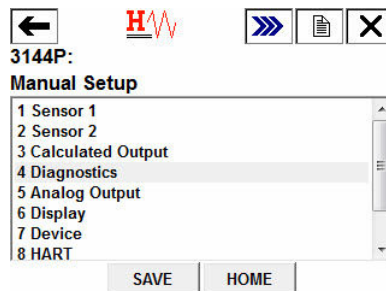 H
3144P:
Manual Setup
1 Sensor 1
2 Sensor 2
3 Calculated Output
4 Diagnostics
5 Analog Output
6 Display
7 Device
8 HART
SAVE HOME